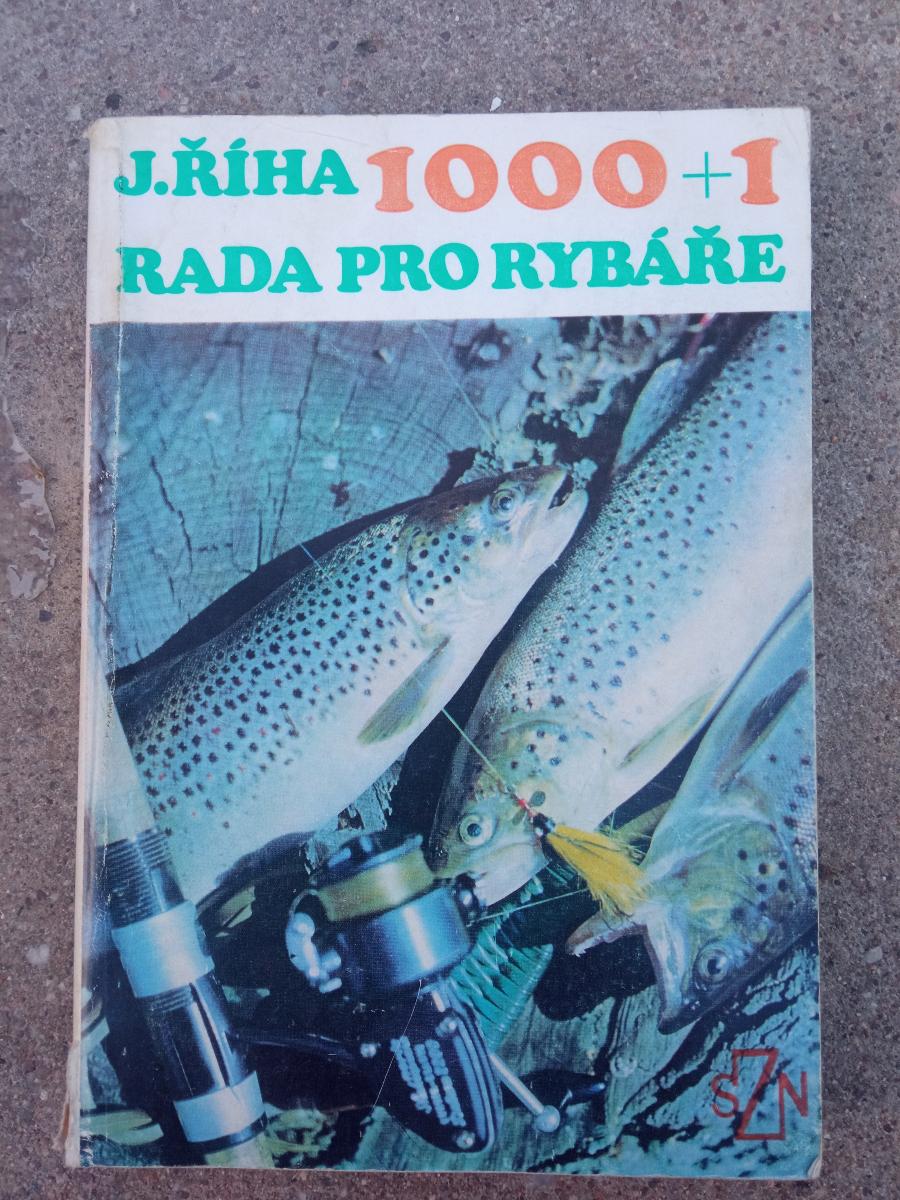 J. ŘÍHA 1000+1
RADA PRO RYBÁŘE
SZN